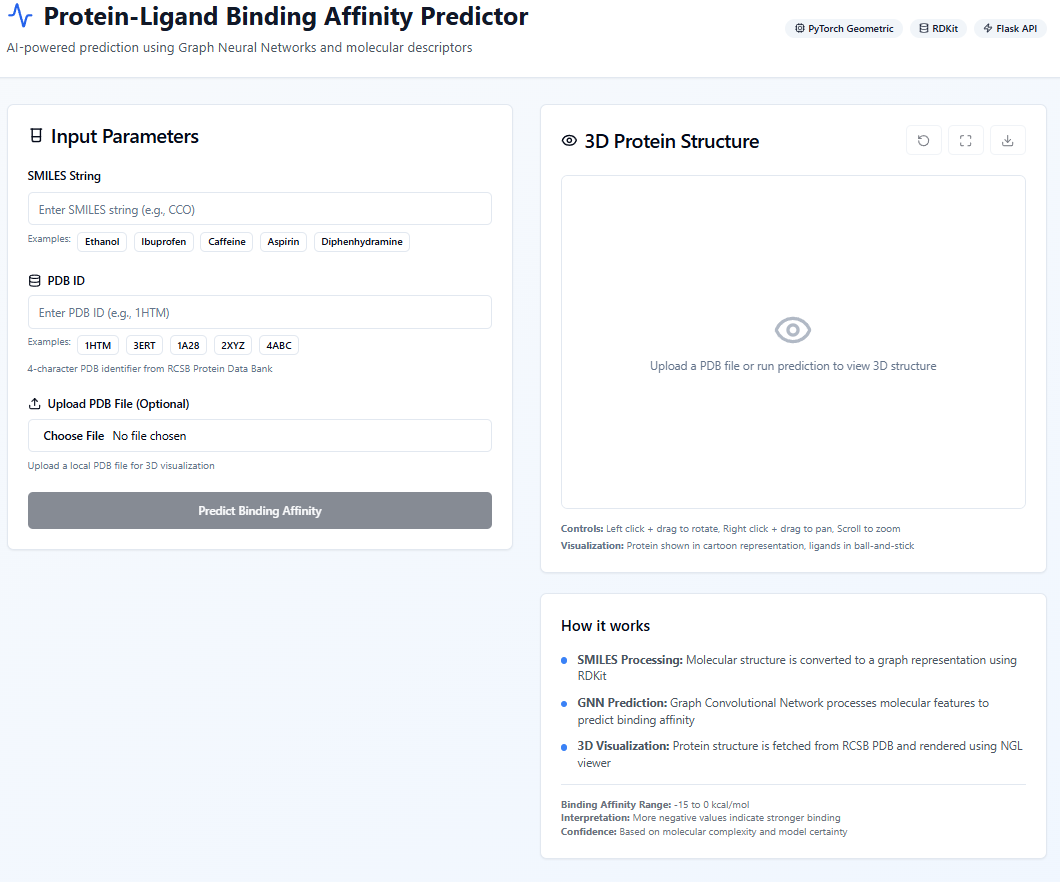 Protein-Ligand Binding Affinity Predictor
AI-powered prediction using Graph Neural Networks and molecular descriptors
PyTorch Geometric
RDKit
Flask API
Input Parameters
SMILES String
Enter SMILES string (e.g., CCO)
Examples: Ethanol Ibuprofen Caffeine Aspirin Diphenhydramine
PDB ID
Enter PDB ID (e.g., 1HTM)
Examples: 1HTM 3ERT 1A28 2XYZ 4ABC
4-character PDB identifier from RCSB Protein Data Bank
Upload PDB File (Optional)
Choose File No file chosen
Upload a local PDB file for 3D visualization
Predict Binding Affinity
3D Protein Structure
Upload a PDB file or run prediction to view 3D structure
Controls: Left click + drag to rotate, Right click + drag to pan, Scroll to zoom
Visualization: Protein shown in cartoon representation, ligands in ball-and-stick
How it works
SMILES Processing: Molecular structure is converted to a graph representation using
RDKit
GNN Prediction: Graph Convolutional Network processes molecular features to
predict binding affinity
3D Visualization: Protein structure is fetched from RCSB PDB and rendered using NGL
viewer
Binding Affinity Range: -15 to 0 kcal/mol
Interpretation: More negative values indicate stronger binding
Confidence: Based on molecular complexity and model certainty